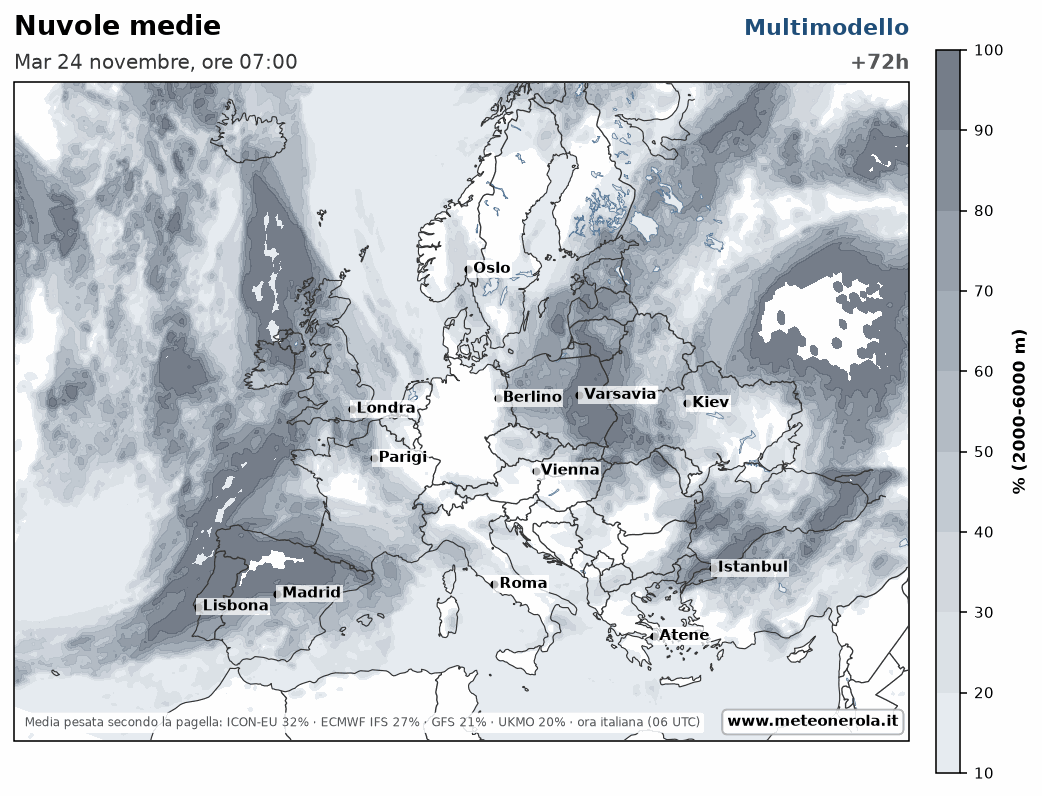 Nuvole medie
Multimodello
Mar 24 novembre, ore 07:00
+72h
100
90
80
70
60
50
40
30
20
10
% (2000-6000 m)
Oslo
Londra
Berlino
Varsavia
Kiev
Parigi
Vienna
Istanbul
Roma
Madrid
Lisbona
Atene
Media pesata secondo la pagella: ICON-EU 32% · ECMWF IFS 27% · GFS 21% · UKMO 20% · ora italiana (06 UTC)
www.meteonerola.it